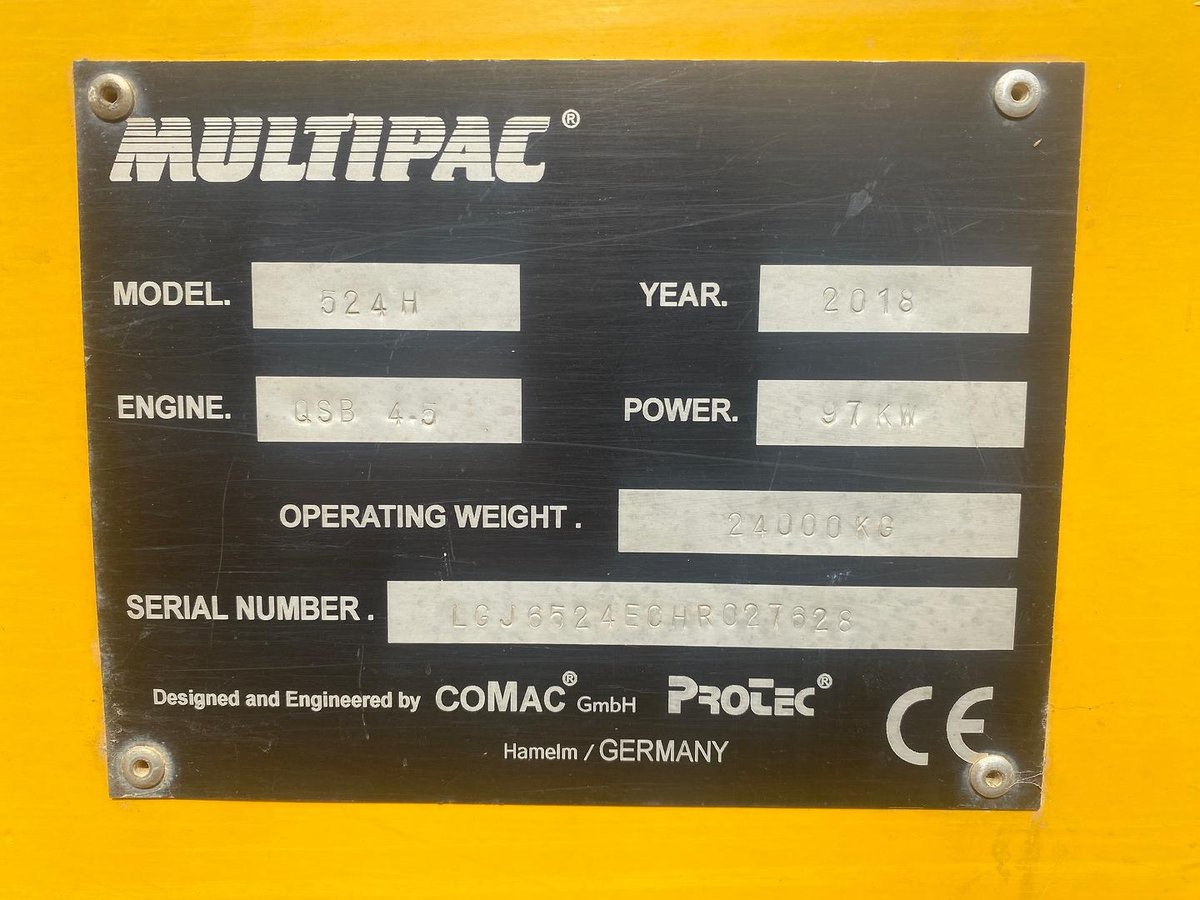 MULTIPAC®
MODEL. 524H YEAR. 2018
ENGINE. QSB 4.5 POWER. 97KW
OPERATING WEIGHT . 24000KG
SERIAL NUMBER . LGJ6524ECHR027628
Designed and Engineered by COMAC® GmbH PROTEC®
Hamelm / GERMANY
CE